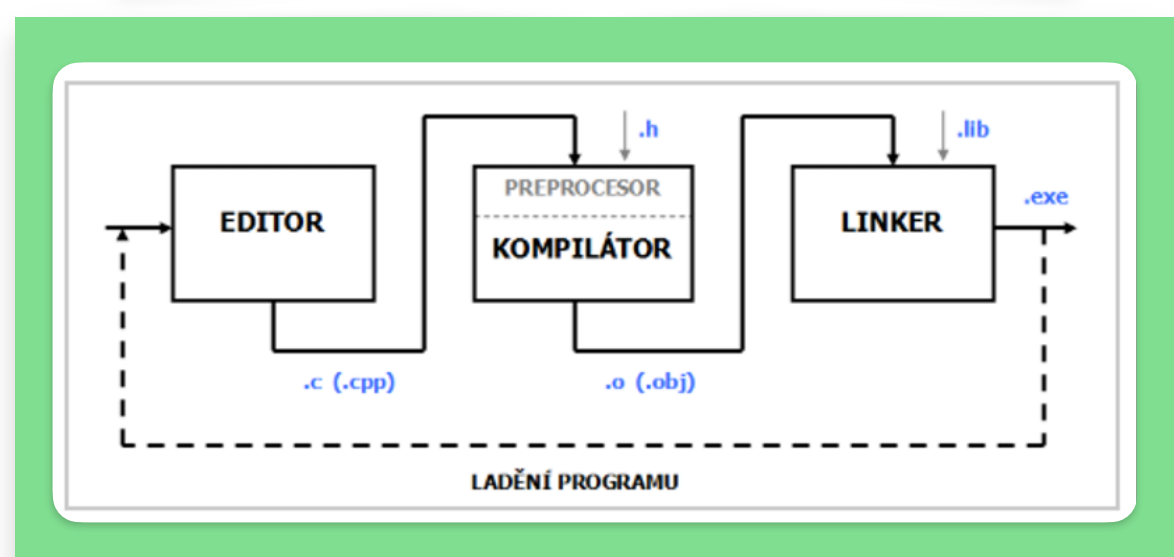 .h
.lib
PREPROCESOR
.exe
EDITOR
KOMPILÁTOR
LINKER
.c (.cpp)
.o (.obj)
LADĚNÍ PROGRAMU